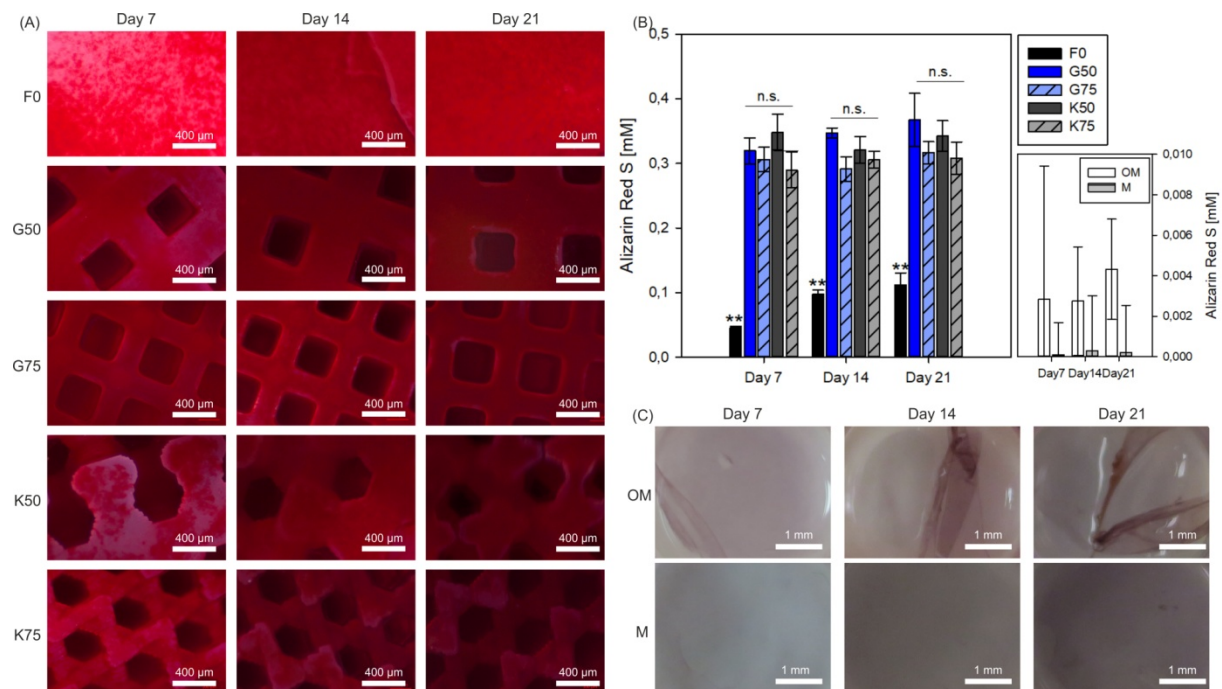 (A)
Day 7 Day 14 Day 21
F0
400 µm 400 µm 400 µm
G50
400 µm 400 µm 400 µm
G75
400 µm 400 µm 400 µm
K50
400 µm 400 µm 400 µm
K75
400 µm 400 µm 400 µm
(B)
Alizarin Red S [mM]
0,5
0,4
0,3
0,2
0,1
0,0
n.s. n.s. n.s.
** ** **
Day 7 Day 14 Day 21
F0
G50
G75
K50
K75
OM
M
0,010
0,008
0,006
0,004
0,002
0,000
Alizarin Red S [mM]
Day7 Day14 Day21
(C)
Day 7 Day 14 Day 21
OM
1 mm 1 mm 1 mm
M
1 mm 1 mm 1 mm